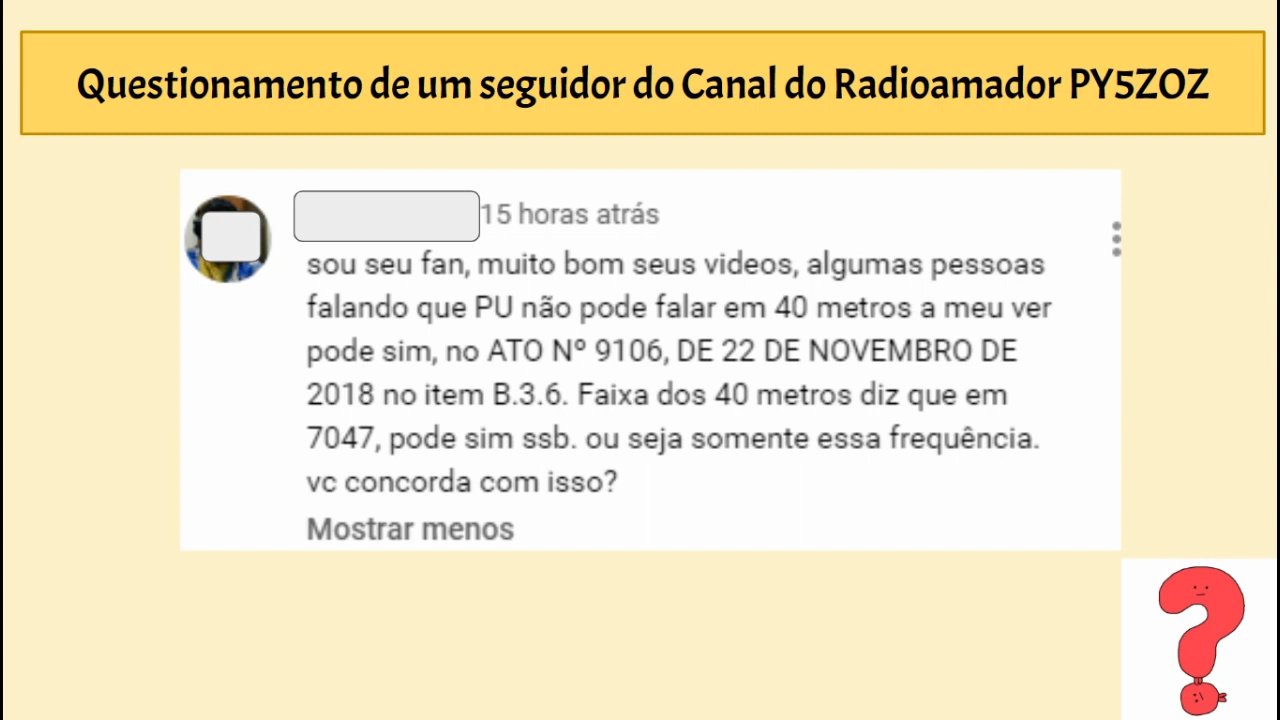 Questionamento de um seguidor do Canal do Radioamador PY5ZOZ
15 horas atrás
sou seu fan, muito bom seus videos, algumas pessoas
falando que PU não pode falar em 40 metros a meu ver
pode sim, no ATO Nº 9106, DE 22 DE NOVEMBRO DE
2018 no item B.3.6. Faixa dos 40 metros diz que em
7047, pode sim ssb. ou seja somente essa frequência.
vc concorda com isso?
Mostrar menos